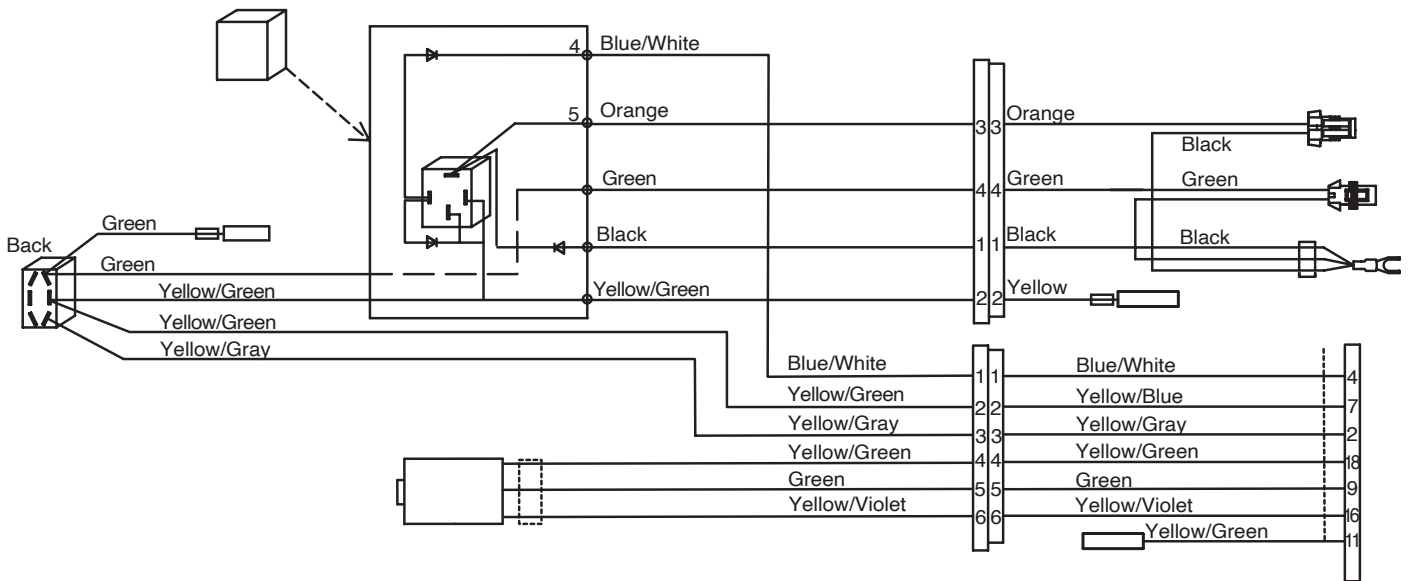 4 Blue/White
5 Orange
3 3 Orange
Black
Green
4 4 Green
Green
Green
Back
Black
1 1 Black
Black
Green
Yellow/Green
Yellow/Green
2 2 Yellow
Yellow/Green
Yellow/Gray
Blue/White
1 1
Blue/White
4
Yellow/Green
2 2
Yellow/Blue
7
Yellow/Gray
3 3
Yellow/Gray
2
Yellow/Green
4 4
Yellow/Green
18
Green
5 5
Green
9
Yellow/Violet
6 6
Yellow/Violet
16
Yellow/Green
11